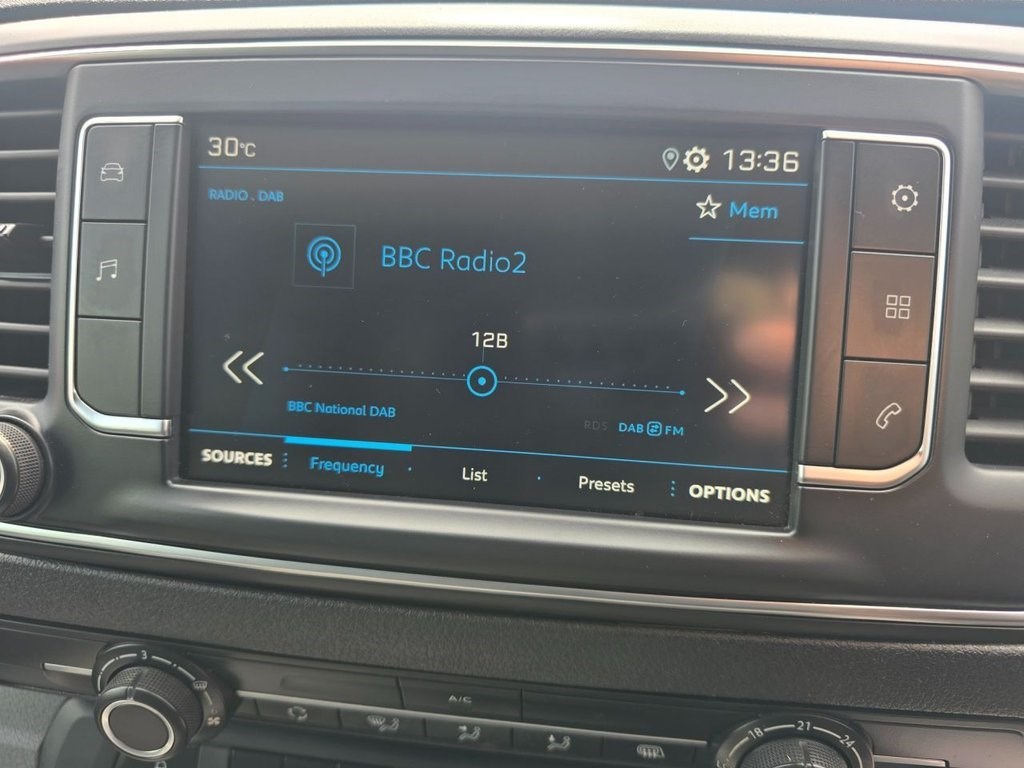 30°C 13:36
RADIO . DAB
Mem
BBC Radio2
12B
BBC National DAB
RDS DAB FM
SOURCES Frequency List Presets OPTIONS
3
A/C
18 21 24